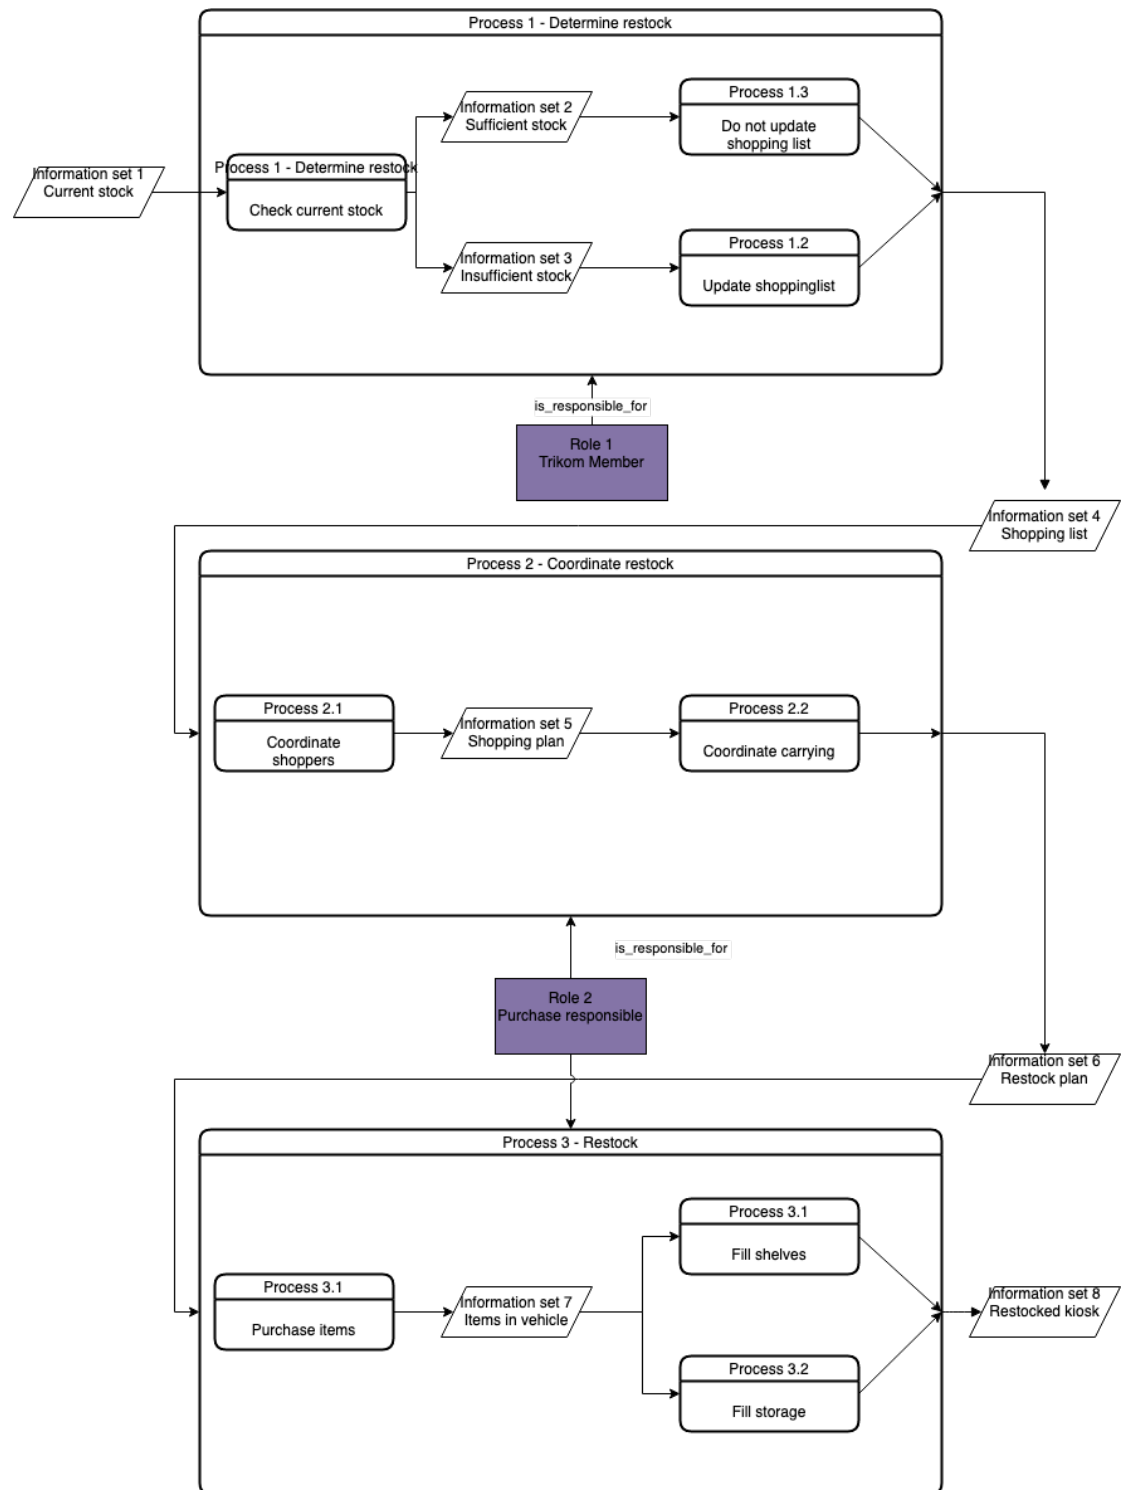 Process 1 - Determine restock
Information set 2
Sufficient stock
Process 1.3
Do not update
shopping list
Information set 1
Current stock
Process 1 - Determine restock
Check current stock
Information set 3
Insufficient stock
Process 1.2
Update shoppinglist
is_responsible_for
Role 1
Trikom Member
Information set 4
Shopping list
Process 2 - Coordinate restock
Process 2.1
Coordinate
shoppers
Information set 5
Shopping plan
Process 2.2
Coordinate carrying
is_responsible_for
Role 2
Purchase responsible
Information set 6
Restock plan
Process 3 - Restock
Process 3.1
Fill shelves
Process 3.1
Purchase items
Information set 7
Items in vehicle
Information set 8
Restocked kiosk
Process 3.2
Fill storage